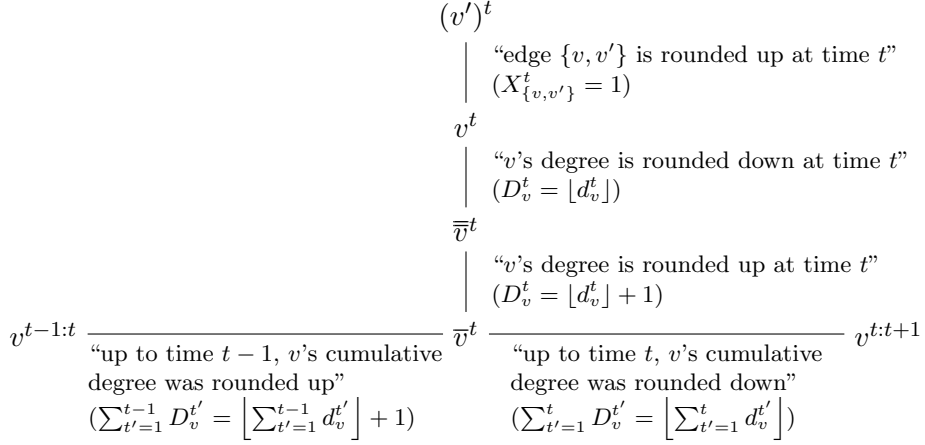 (v′)^t
“edge {v, v′} is rounded up at time t”
(X^t_{{v,v′}} = 1)
v^t
“v’s degree is rounded down at time t”
(D^t_v = ⌊d^t_v⌋)
v̿^t
“v’s degree is rounded up at time t”
(D^t_v = ⌊d^t_v⌋ + 1)
v^{t−1:t} v̅^t v^{t:t+1}
“up to time t − 1, v’s cumulative
degree was rounded up”
(∑^{t−1}_{t′=1} D^{t′}_v = ⌊∑^{t−1}_{t′=1} d^{t′}_v⌋ + 1)
“up to time t, v’s cumulative
degree was rounded down”
(∑^t_{t′=1} D^{t′}_v = ⌊∑^t_{t′=1} d^{t′}_v⌋)